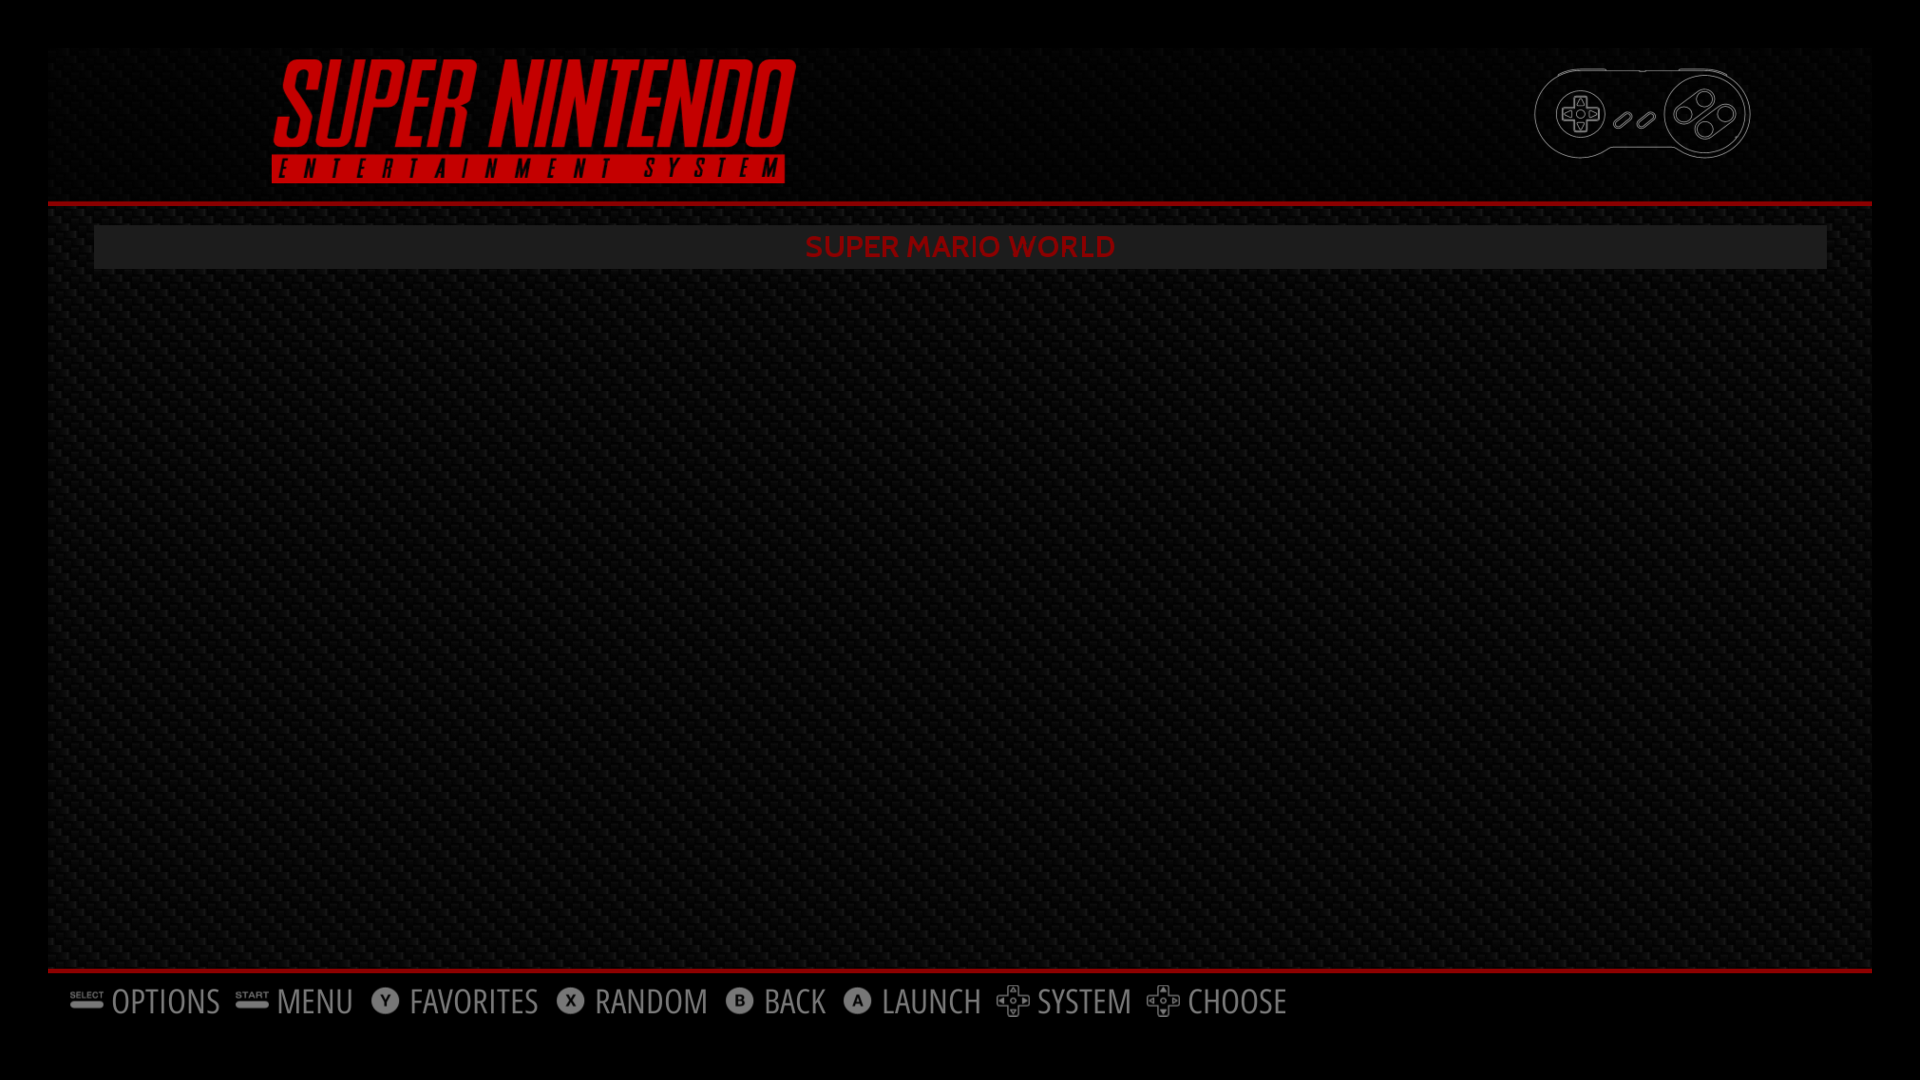 SUPER NINTENDO
ENTERTAINMENT SYSTEM
SUPER MARIO WORLD
SELECT OPTIONS START MENU Y FAVORITES X RANDOM B BACK A LAUNCH SYSTEM CHOOSE